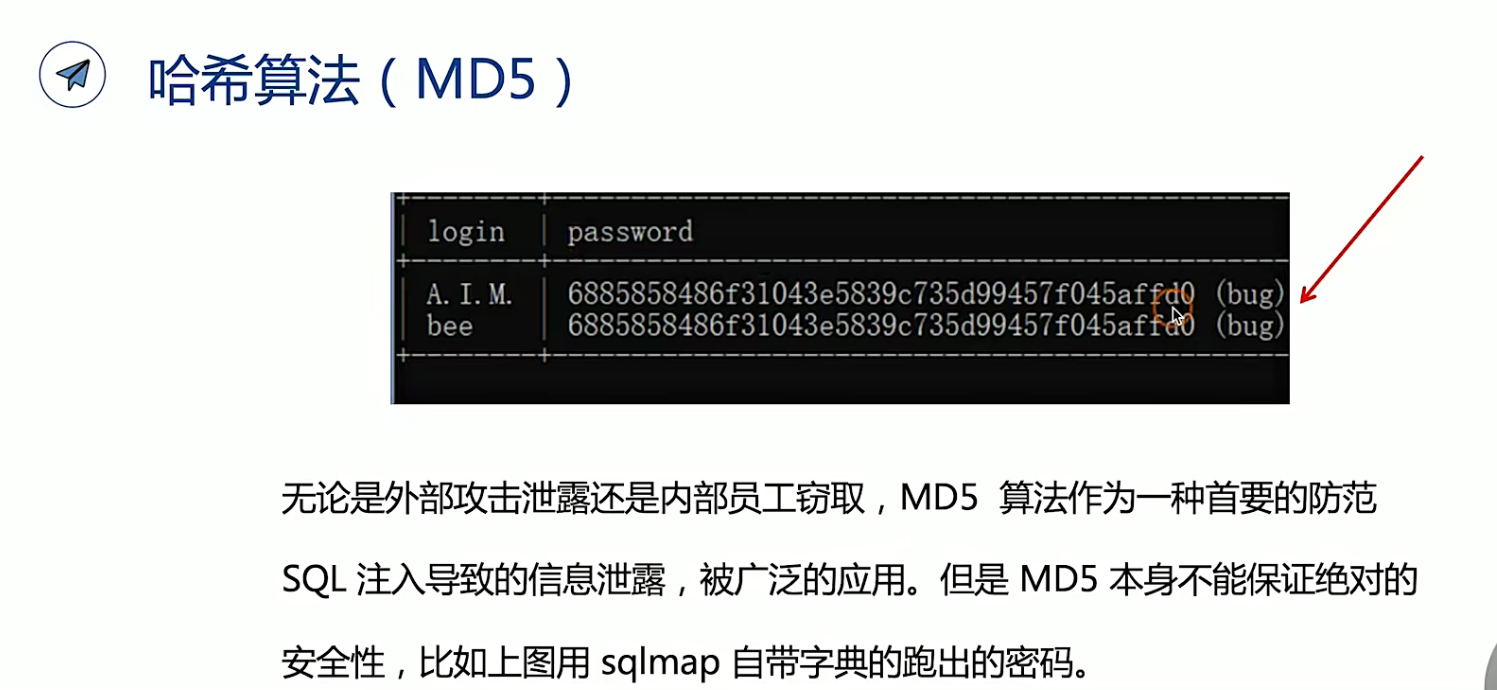 哈希算法（MD5）
login password
A.I.M. 6885858486f31043e5839c735d99457f045affd0 (bug)
bee 6885858486f31043e5839c735d99457f045affd0 (bug)
无论是外部攻击泄露还是内部员工窃取，MD5 算法作为一种首要的防范
SQL 注入导致的信息泄露，被广泛的应用。但是 MD5 本身不能保证绝对的
安全性，比如上图用 sqlmap 自带字典的跑出的密码。